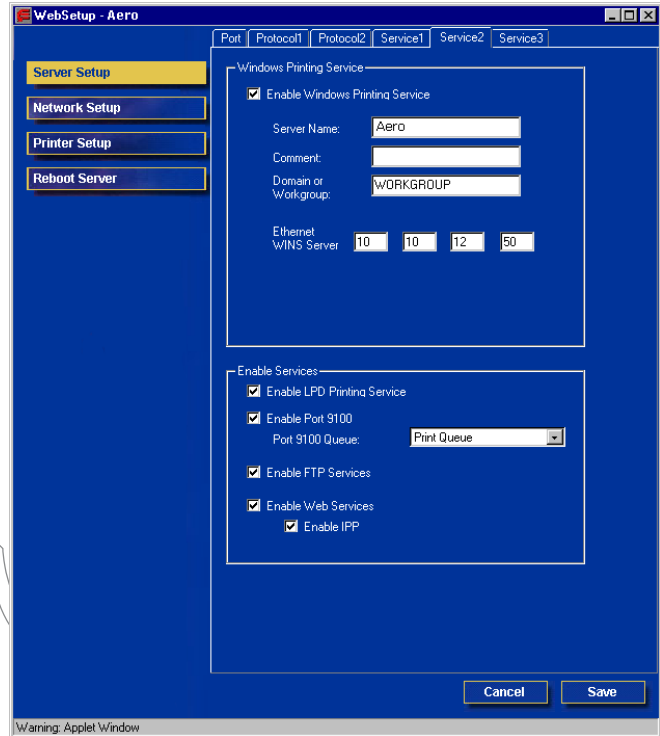 WebSetup - Aero
Port Protocol1 Protocol2 Service1 Service2 Service3
Server Setup
Network Setup
Printer Setup
Reboot Server
Windows Printing Service
Enable Windows Printing Service
Server Name: Aero
Comment:
Domain or
Workgroup: WORKGROUP
Ethernet
WINS Server 10 10 12 50
Enable Services
Enable LPD Printing Service
Enable Port 9100
Port 9100 Queue: Print Queue
Enable FTP Services
Enable Web Services
Enable IPP
Cancel Save
Warning: Applet Window